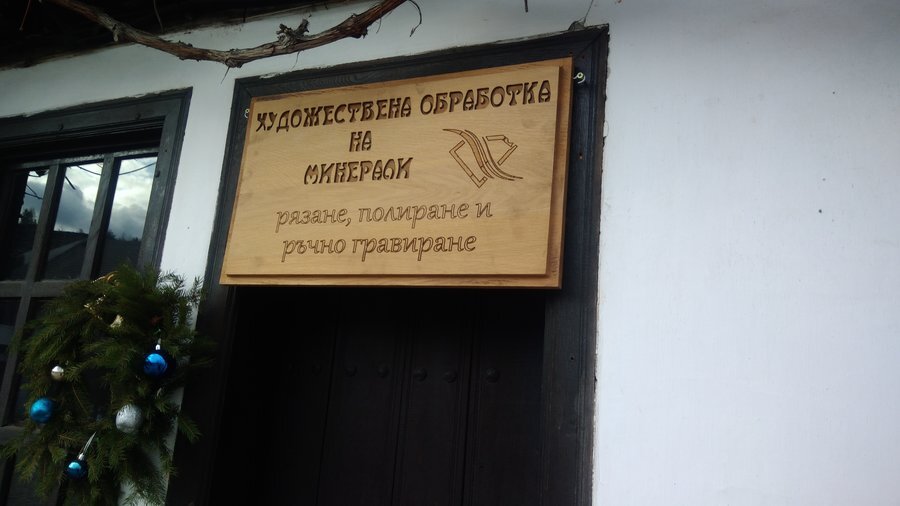 ХУДОЖЕСТВЕНА ОБРАБОТКА
НА
МИНЕРАЛИ
рязане, полиране и
ръчно гравиране